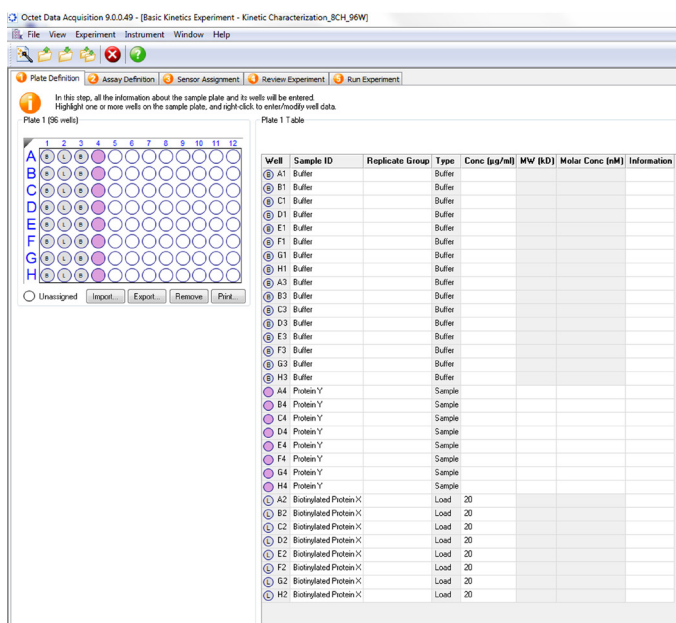 Octet Data Acquisition 9.0.0.49 - [Basic Kinetics Experiment - Kinetic Characterization_8CH_96W]
File View Experiment Instrument Window Help
1 Plate Definition 2 Assay Definition 3 Sensor Assignment 4 Review Experiment 5 Run Experiment
In this step, all the information about the sample plate and its wells will be entered.
Highlight one or more wells on the sample plate, and right-click to enter/modify well data.
Plate 1 (96 wells)
1 2 3 4 5 6 7 8 9 10 11 12
A B L B
B B L B
C B L B
D B L B
E B L B
F B L B
G B L B
H B L B
Unassigned Import... Export... Remove Print...
Plate 1 Table
Well Sample ID Replicate Group Type Conc (µg/ml) MW (kD) Molar Conc (nM) Information
B A1 Buffer Buffer
B B1 Buffer Buffer
B C1 Buffer Buffer
B D1 Buffer Buffer
B E1 Buffer Buffer
B F1 Buffer Buffer
B G1 Buffer Buffer
B H1 Buffer Buffer
B A3 Buffer Buffer
B B3 Buffer Buffer
B C3 Buffer Buffer
B D3 Buffer Buffer
B E3 Buffer Buffer
B F3 Buffer Buffer
B G3 Buffer Buffer
B H3 Buffer Buffer
A4 Protein Y Sample
B4 Protein Y Sample
C4 Protein Y Sample
D4 Protein Y Sample
E4 Protein Y Sample
F4 Protein Y Sample
G4 Protein Y Sample
H4 Protein Y Sample
L A2 Biotinylated Protein X Load 20
L B2 Biotinylated Protein X Load 20
L C2 Biotinylated Protein X Load 20
L D2 Biotinylated Protein X Load 20
L E2 Biotinylated Protein X Load 20
L F2 Biotinylated Protein X Load 20
L G2 Biotinylated Protein X Load 20
L H2 Biotinylated Protein X Load 20